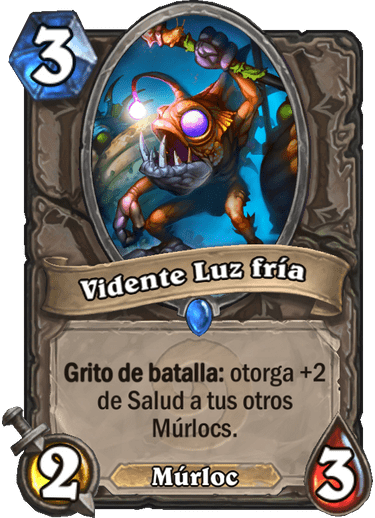 3
Vidente Luz fría
Grito de batalla: otorga +2
de Salud a tus otros
Múrlocs.
2
Múrloc
3